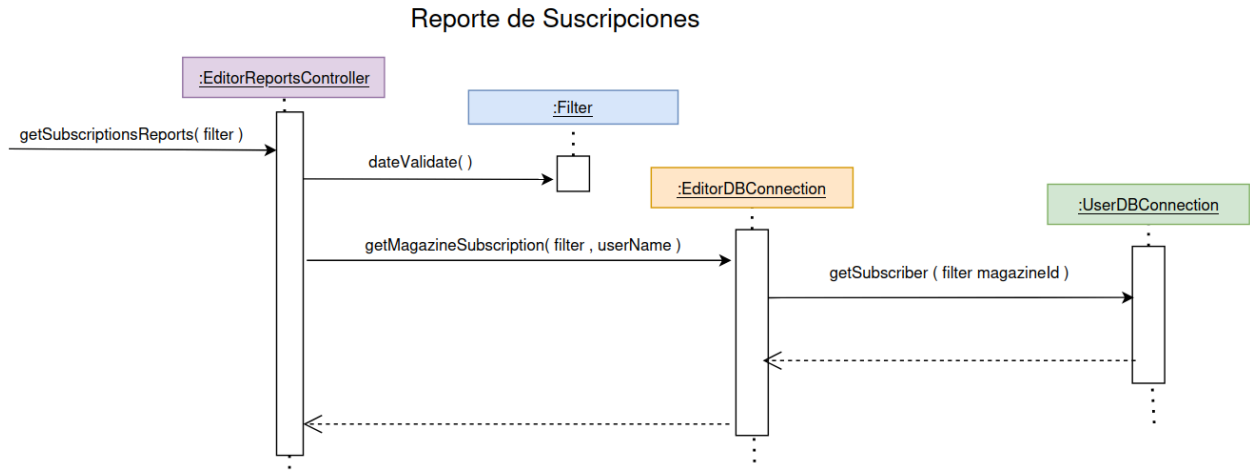 Reporte de Suscripciones
:EditorReportsController
:Filter
getSubscriptionsReports( filter )
dateValidate( )
:EditorDBConnection
:UserDBConnection
getMagazineSubscription( filter , userName )
getSubscriber ( filter magazineId )